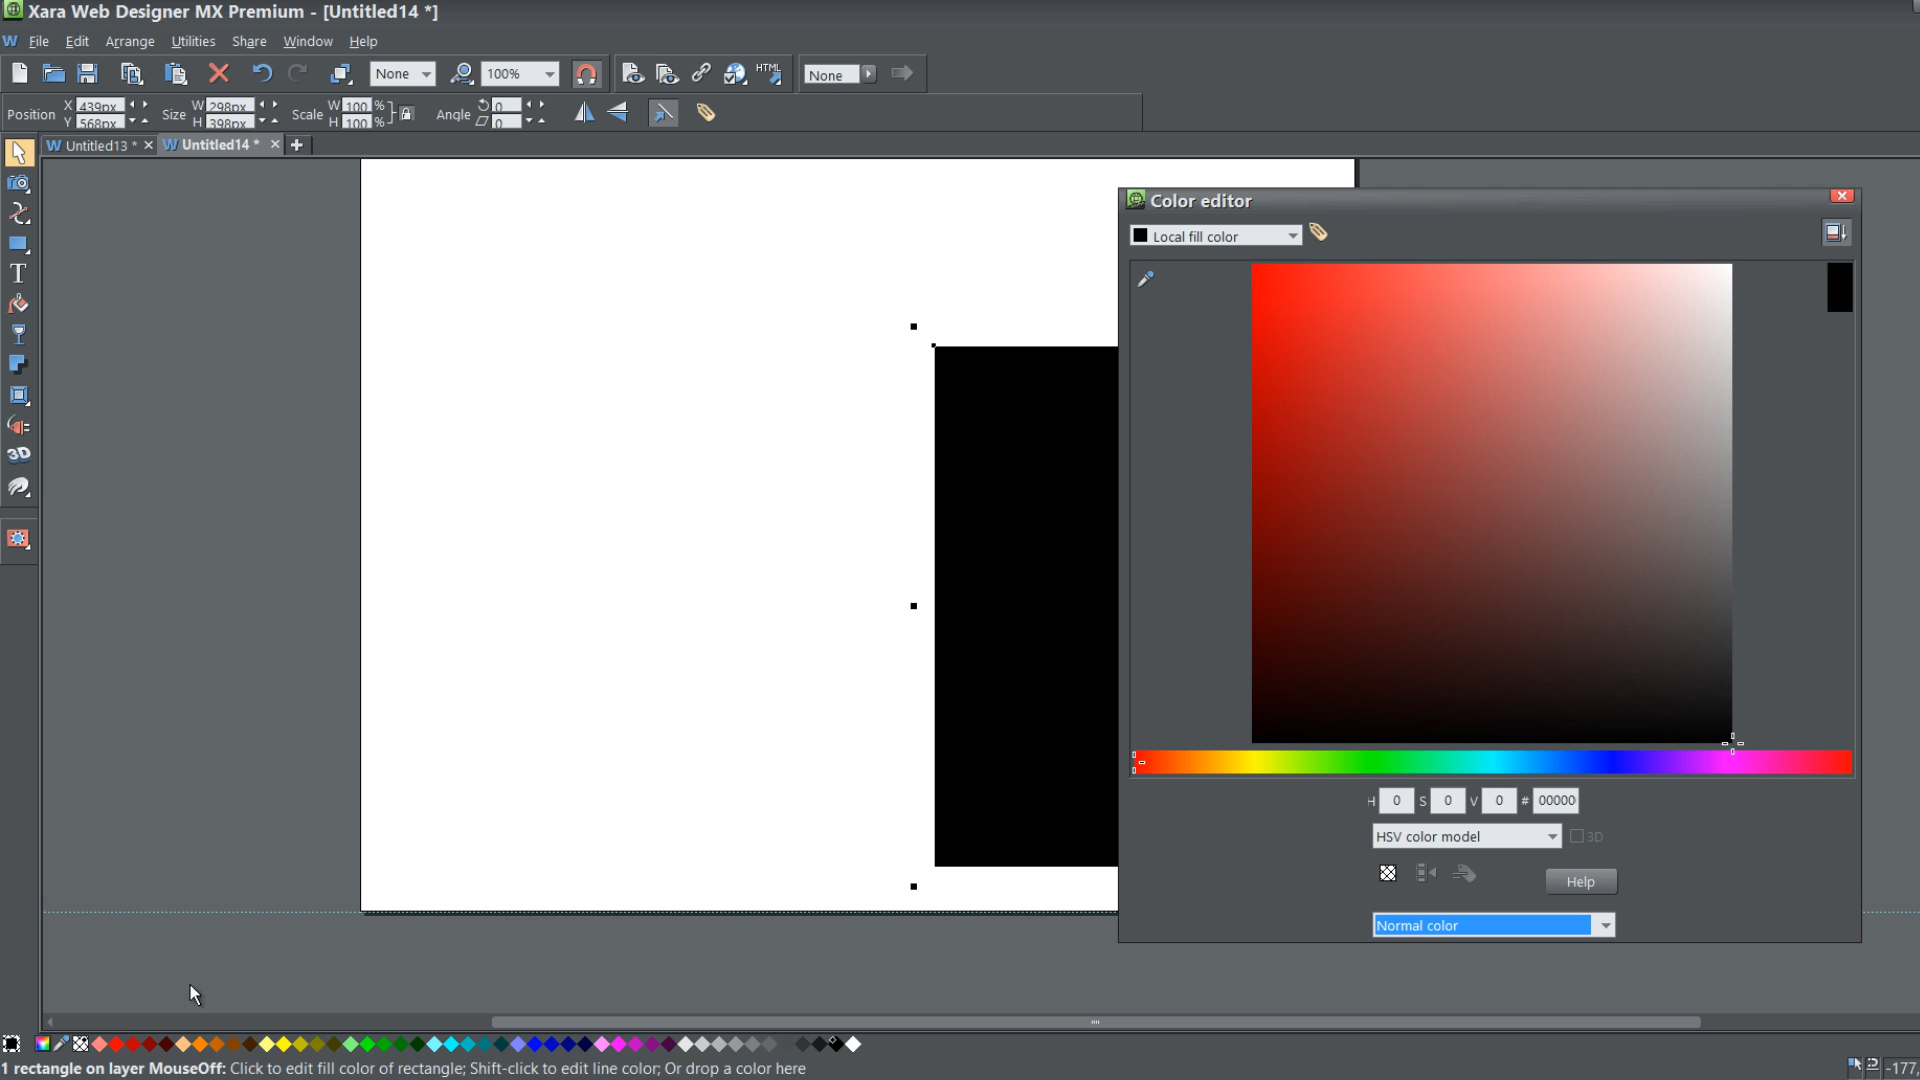 Xara Web Designer MX Premium - [Untitled14 *]
W File Edit Arrange Utilities Share Window Help
None 100% HTML None
Position X 439px Y 568px Size W 298px H 398px Scale W 100 % H 100 % Angle 0 0
W Untitled13 * W Untitled14 *
T
3D
Color editor
Local fill color
H 0 S 0 V 0 # 00000
HSV color model 3D
Help
Normal color
1 rectangle on layer MouseOff: Click to edit fill color of rectangle; Shift-click to edit line color; Or drop a color here
-177,